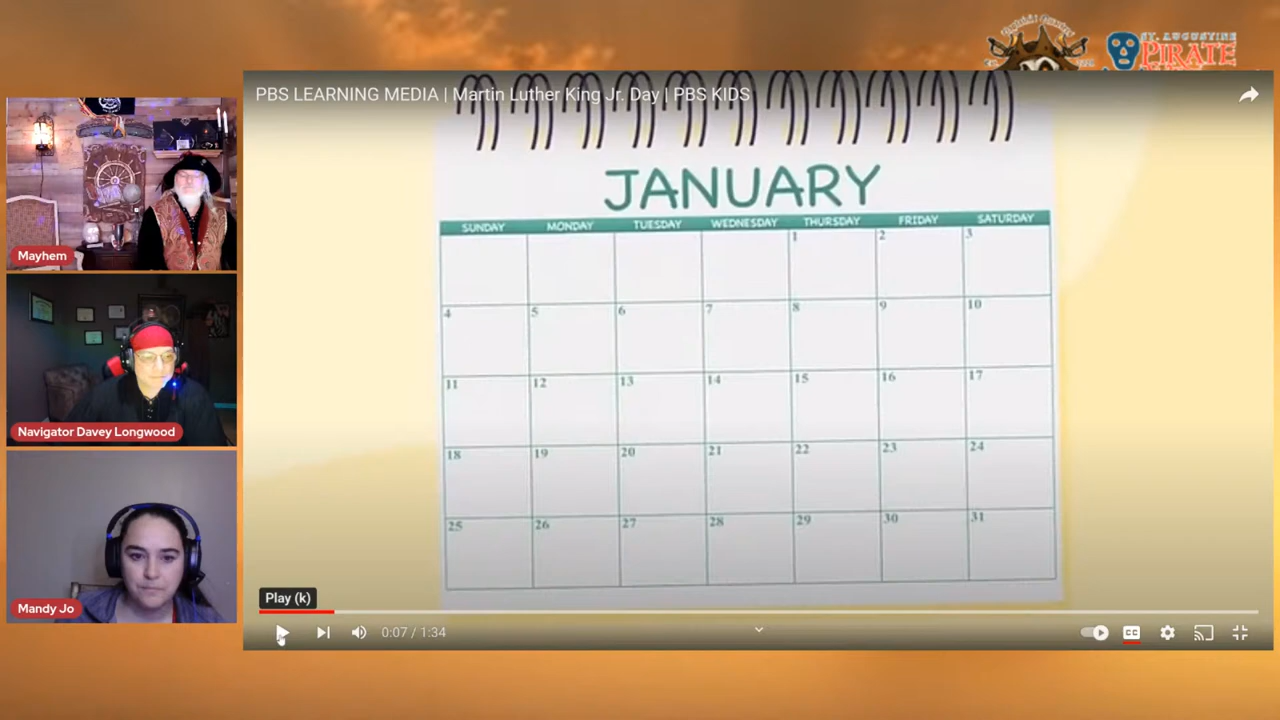 ST. AUGUSTINE
PIRATE
PBS LEARNING MEDIA | Martin Luther King Jr. Day | PBS KIDS
JANUARY
SUNDAY MONDAY TUESDAY WEDNESDAY THURSDAY FRIDAY SATURDAY
1 2 3
4 5 6 7 8 9 10
11 12 13 14 15 16 17
18 19 20 21 22 23 24
25 26 27 28 29 30 31
Mayhem
Navigator Davey Longwood
Mandy Jo
Play (k)
0:07 / 1:34
CC